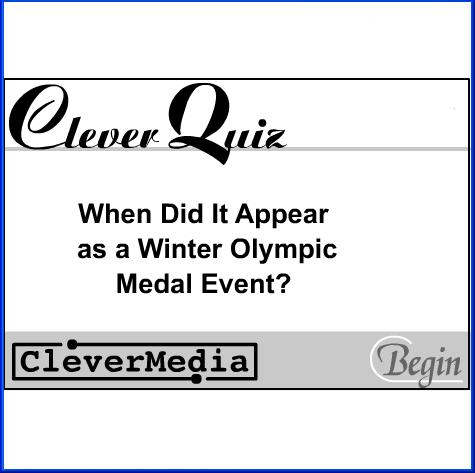 Clever Quiz
When Did It Appear
as a Winter Olympic
Medal Event?
CleverMedia
Begin